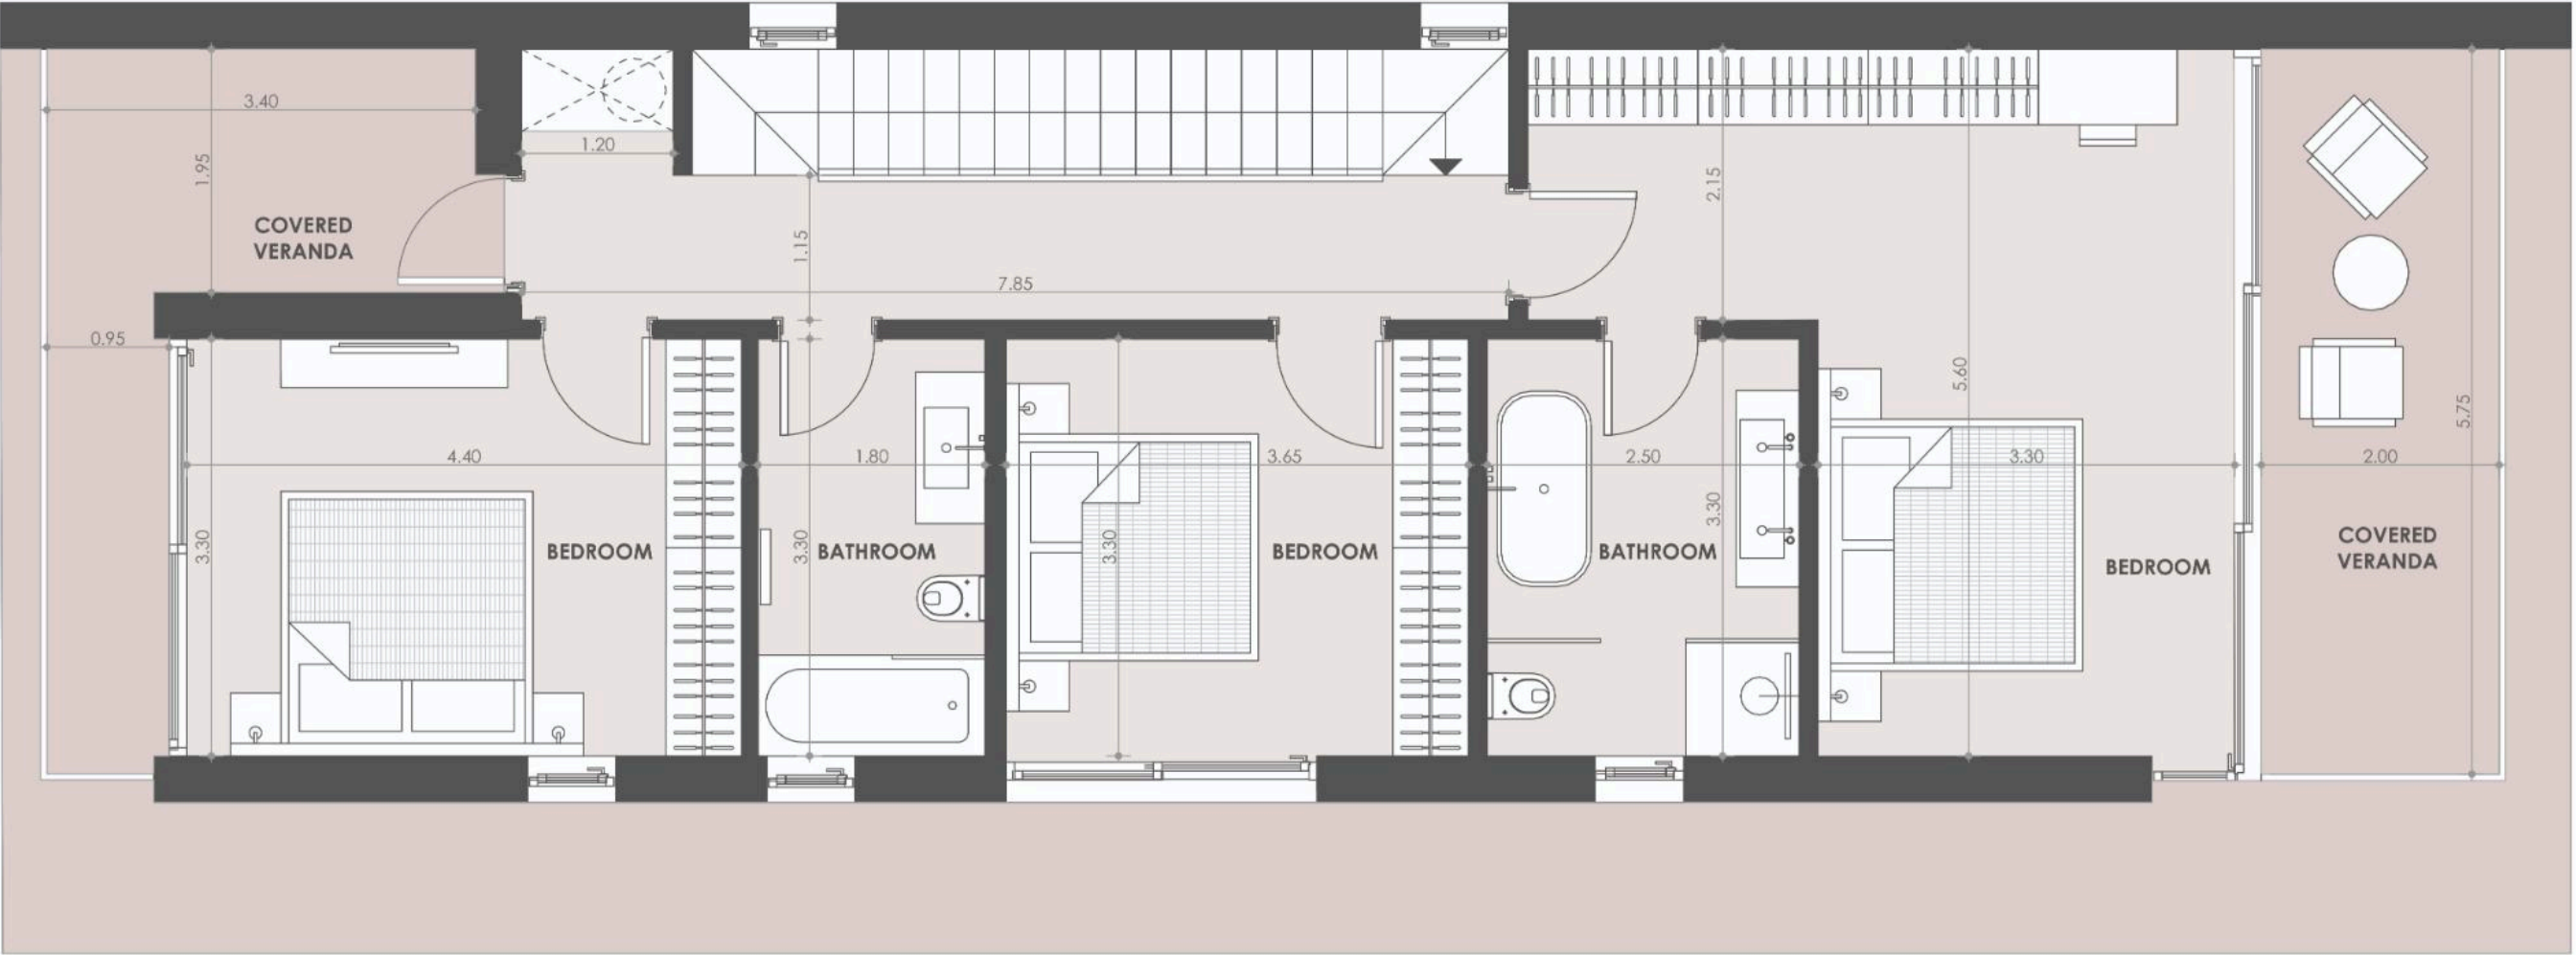 3.40
1.95
COVERED
VERANDA
1.20
1.15
7.85
2.15
5.60
5.75
0.95
4.40
3.30
BEDROOM
1.80
3.30
BATHROOM
3.65
3.30
BEDROOM
2.50
3.30
BATHROOM
3.30
BEDROOM
2.00
COVERED
VERANDA